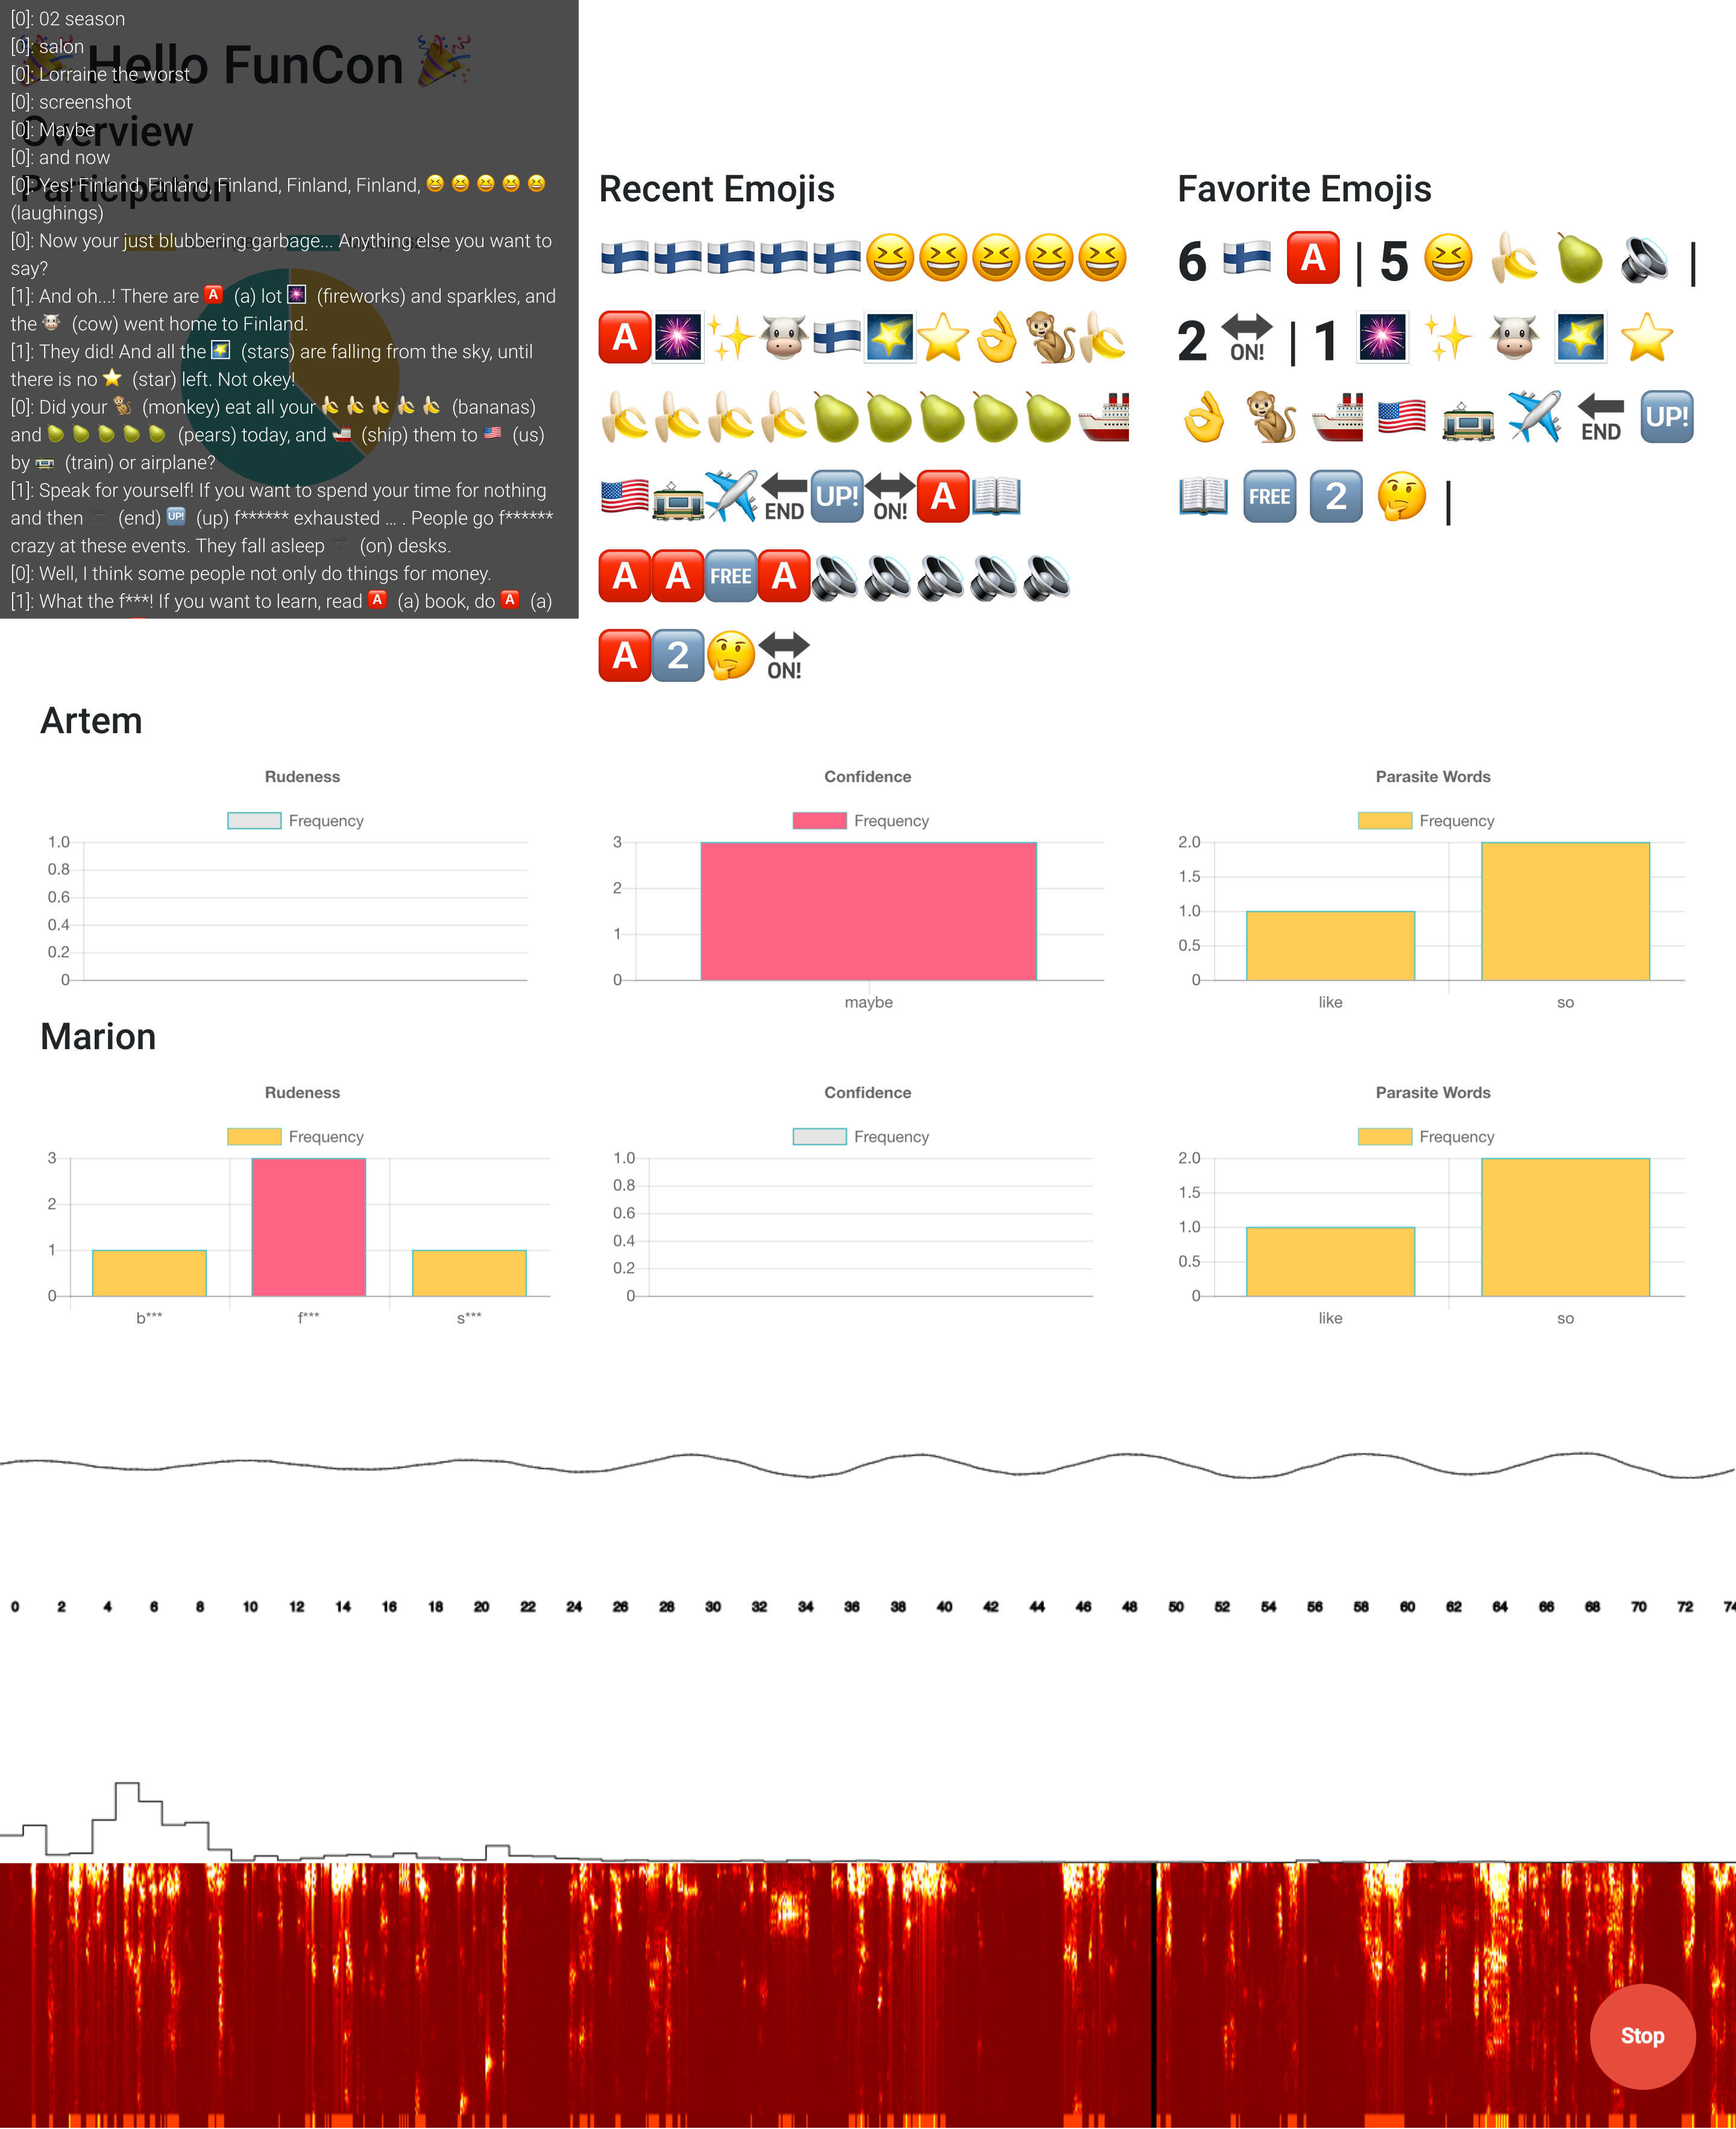 [0]: 02 season
[0]: salon
[0]: Lorraine the worst
[0]: screenshot
[0]: Maybe
[0]: and now
[0]: Yes! Finland, Finland, Finland, Finland, Finland, 😆 😆 😆 😆 😆
(laughings)
[0]: Now your just blubbering garbage... Anything else you want to
say?
[1]: And oh...! There are 🅰 (a) lot 🎆 (fireworks) and sparkles, and
the 🐮 (cow) went home to Finland.
[1]: They did! And all the 🌠 (stars) are falling from the sky, until
there is no ⭐ (star) left. Not okey!
[0]: Did your 🐒 (monkey) eat all your 🍌 🍌 🍌 🍌 🍌 (bananas)
and 🍐 🍐 🍐 🍐 🍐 (pears) today, and 🚢 (ship) them to 🇺🇸 (us)
by 🚋 (train) or airplane?
[1]: Speak for yourself! If you want to spend your time for nothing
and then 🔚 (end) 🆙 (up) f****** exhausted ... . People go f******
crazy at these events. They fall asleep 🔛 (on) desks.
[0]: Well, I think some people not only do things for money.
[1]: What the f***! If you want to learn, read 🅰 (a) book, do 🅰 (a)
🎉 Hello FunCon 🎉
Overview
Participation
Recent Emojis
🇫🇮🇫🇮🇫🇮🇫🇮🇫🇮😆😆😆😆😆
🅰🎆✨🐮🇫🇮🌠⭐👌🐒🍌
🍌🍌🍌🍌🍐🍐🍐🍐🍐🚢
🇺🇸🚋✈🔚🆙🔛🅰📖
🅰🅰🆓🅰🔈🔈🔈🔈🔈
🅰2️⃣🤔🔛
Favorite Emojis
6 🇫🇮 🅰 | 5 😆 🍌 🍐 🔈 |
2 🔛 | 1 🎆 ✨ 🐮 🌠 ⭐
👌 🐒 🚢 🇺🇸 🚋 ✈ 🔚 🆙
📖 🆓 2️⃣ 🤔 |
Artem
Rudeness
Frequency
1.0
0.8
0.6
0.4
0.2
0
Confidence
Frequency
3
2
1
0
maybe
Parasite Words
Frequency
2.0
1.5
1.0
0.5
0
like so
Marion
Rudeness
Frequency
3
2
1
0
b*** f*** s***
Confidence
Frequency
1.0
0.8
0.6
0.4
0.2
0
Parasite Words
Frequency
2.0
1.5
1.0
0.5
0
like so
0 2 4 6 8 10 12 14 16 18 20 22 24 26 28 30 32 34 36 38 40 42 44 46 48 50 52 54 56 58 60 62 64 66 68 70 72 74
Stop